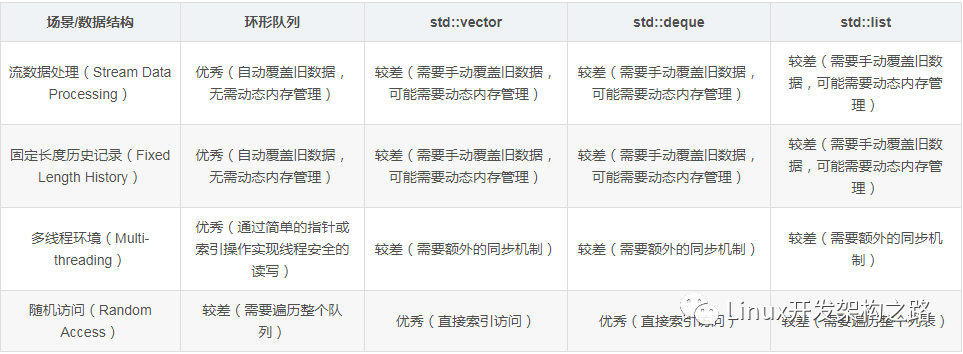 场景/数据结构
环形队列
std::vector
std::deque
std::list
流数据处理（Stream Data
Processing）
优秀（自动覆盖旧数据，
无需动态内存管理）
较差（需要手动覆盖旧数据，
可能需要动态内存管理）
较差（需要手动覆盖旧数据，
可能需要动态内存管理）
较差（需要手动覆盖旧数
据，可能需要动态内存管
理）
固定长度历史记录（Fixed
Length History）
优秀（自动覆盖旧数据，
无需动态内存管理）
较差（需要手动覆盖旧数据，
可能需要动态内存管理）
较差（需要手动覆盖旧数据，
可能需要动态内存管理）
较差（需要手动覆盖旧数
据，可能需要动态内存管
理）
多线程环境（Multi-
threading）
优秀（通过简单的指针或
索引操作实现线程安全的
读写）
较差（需要额外的同步机制）
较差（需要额外的同步机制）
较差（需要额外的同步机
制）
随机访问（Random
Access）
较差（需要遍历整个队
列）
优秀（直接索引访问）
优秀（直接索引访问）
较差（需要遍历整个列表）
Linux开发架构之路